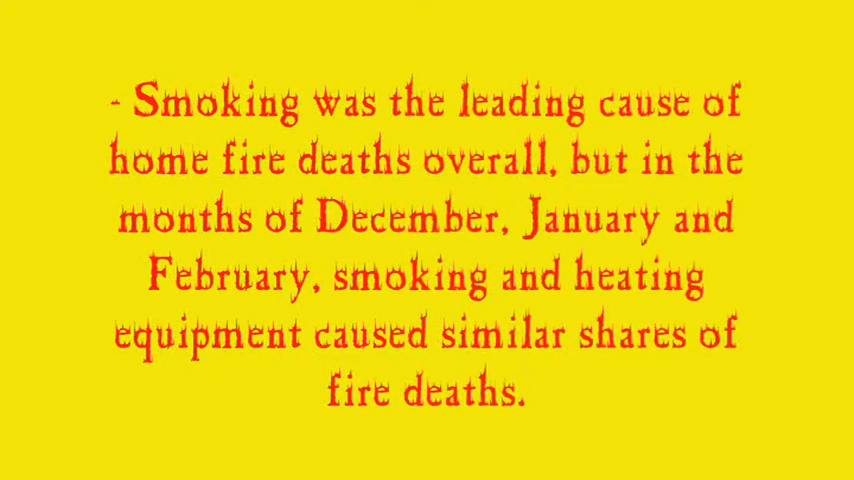 - Smoking was the leading cause of
home fire deaths overall, but in the
months of December, January and
February, smoking and heating
equipment caused similar shares of
fire deaths.